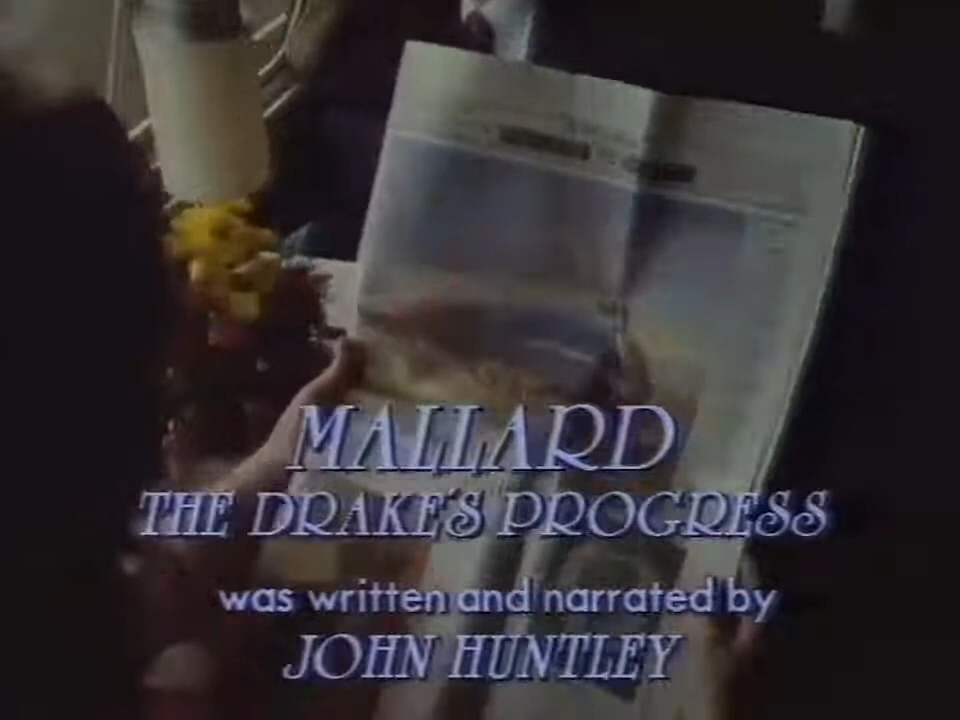 MALLARD
THE DRAKE'S PROGRESS
was written and narrated by
JOHN HUNTLEY